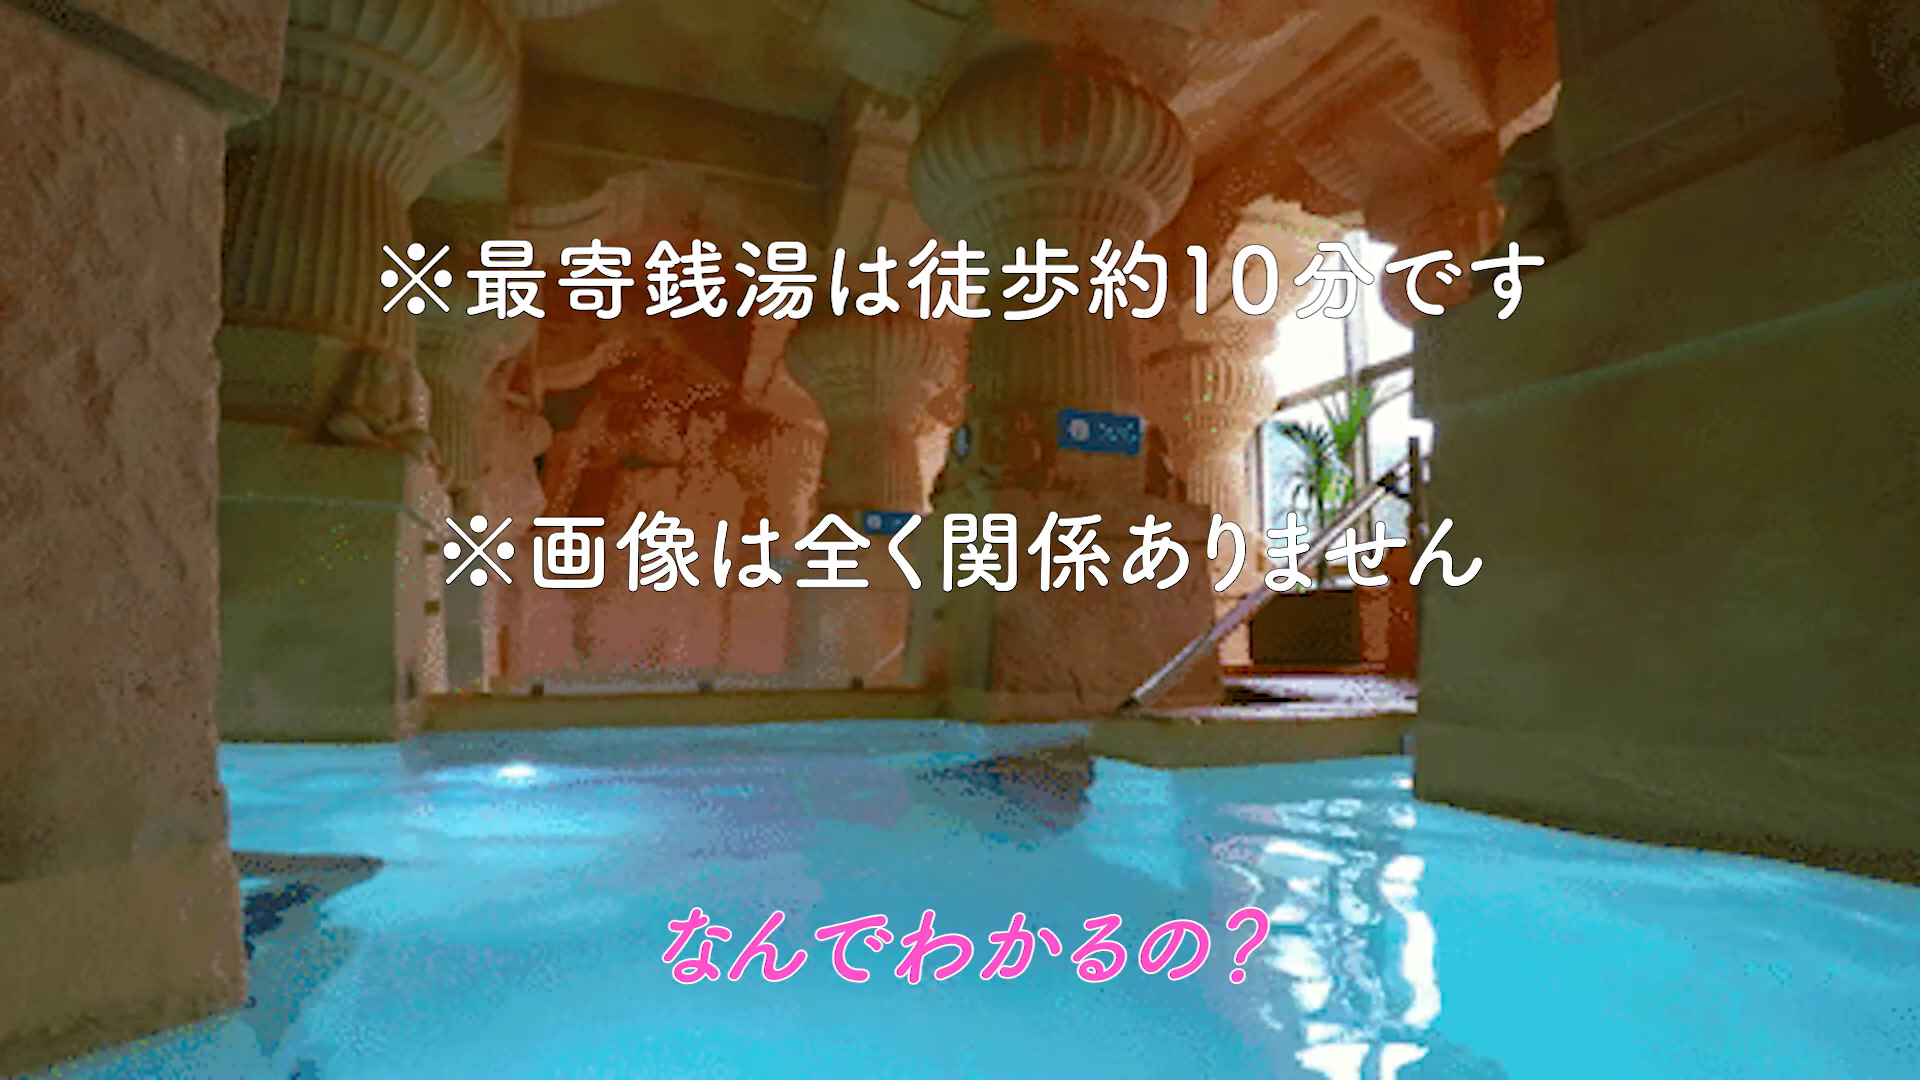 ※最寄銭湯は徒歩約10分です
※画像は全く関係ありません
なんでわかるの？